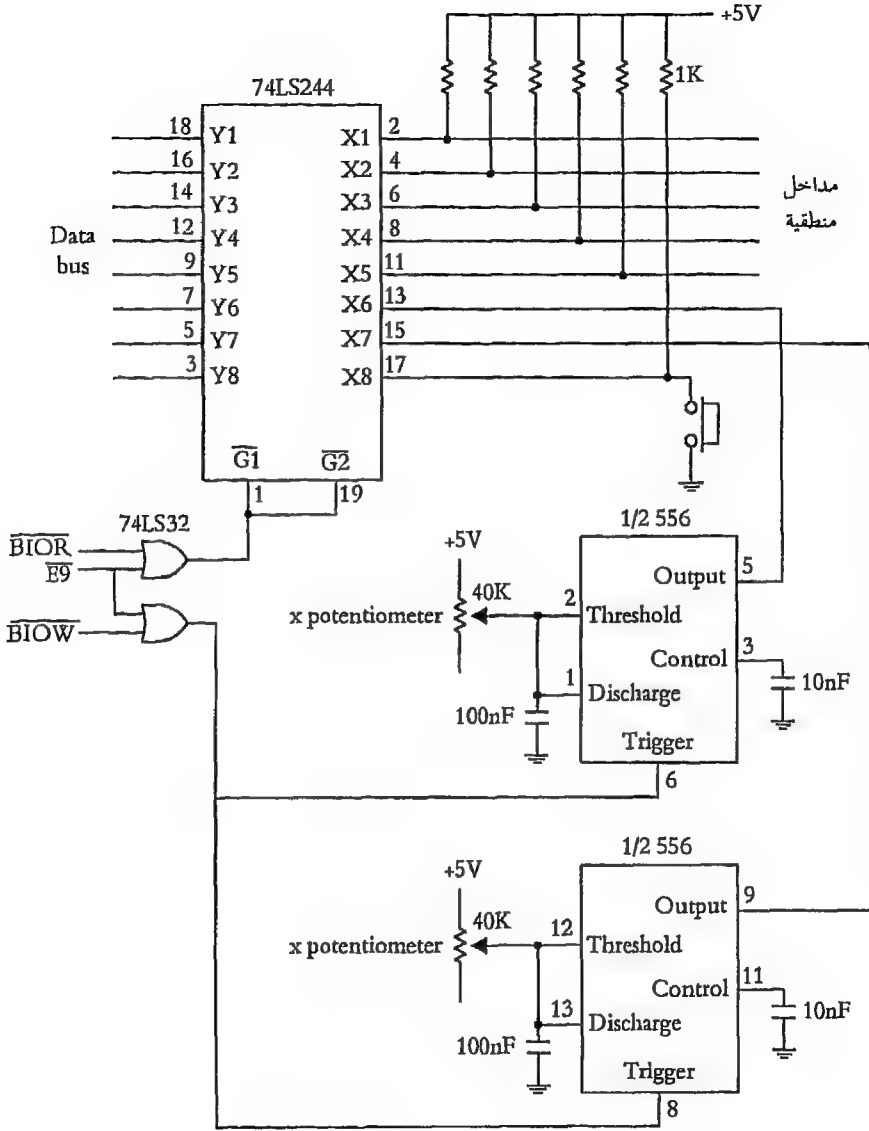 +5V
74LS244
1K
18 Y1 X1 2
16 Y2 X2 4
14 Y3 X3 6
12 Y4 X4 8
9 Y5 X5 11
7 Y6 X6 13
5 Y7 X7 15
3 Y8 X8 17
Data
bus
مداخل
منطقية
G1 G2
1 19
74LS32
BIOR
E9
BIOW
1/2 556
+5V
40K
x potentiometer
2 Threshold
1 Discharge
100nF
Output 5
Control 3
10nF
Trigger
6
1/2 556
+5V
40K
x potentiometer
12 Threshold
13 Discharge
100nF
Output 9
Control 11
10nF
Trigger
8